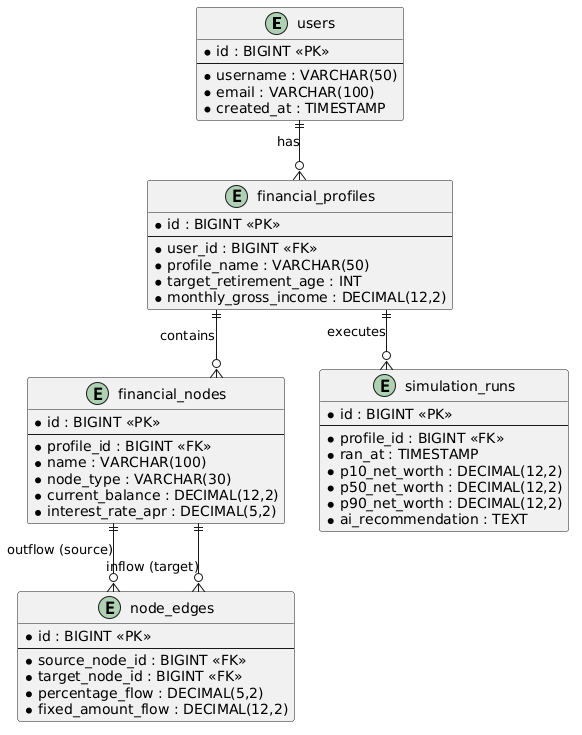 E users
* id : BIGINT «PK»
* username : VARCHAR(50)
* email : VARCHAR(100)
* created_at : TIMESTAMP
has
E financial_profiles
* id : BIGINT «PK»
* user_id : BIGINT «FK»
* profile_name : VARCHAR(50)
* target_retirement_age : INT
* monthly_gross_income : DECIMAL(12,2)
contains
executes
E financial_nodes
* id : BIGINT «PK»
* profile_id : BIGINT «FK»
* name : VARCHAR(100)
* node_type : VARCHAR(30)
* current_balance : DECIMAL(12,2)
* interest_rate_apr : DECIMAL(5,2)
E simulation_runs
* id : BIGINT «PK»
* profile_id : BIGINT «FK»
* ran_at : TIMESTAMP
* p10_net_worth : DECIMAL(12,2)
* p50_net_worth : DECIMAL(12,2)
* p90_net_worth : DECIMAL(12,2)
* ai_recommendation : TEXT
outflow (source)
inflow (target)
E node_edges
* id : BIGINT «PK»
* source_node_id : BIGINT «FK»
* target_node_id : BIGINT «FK»
* percentage_flow : DECIMAL(5,2)
* fixed_amount_flow : DECIMAL(12,2)